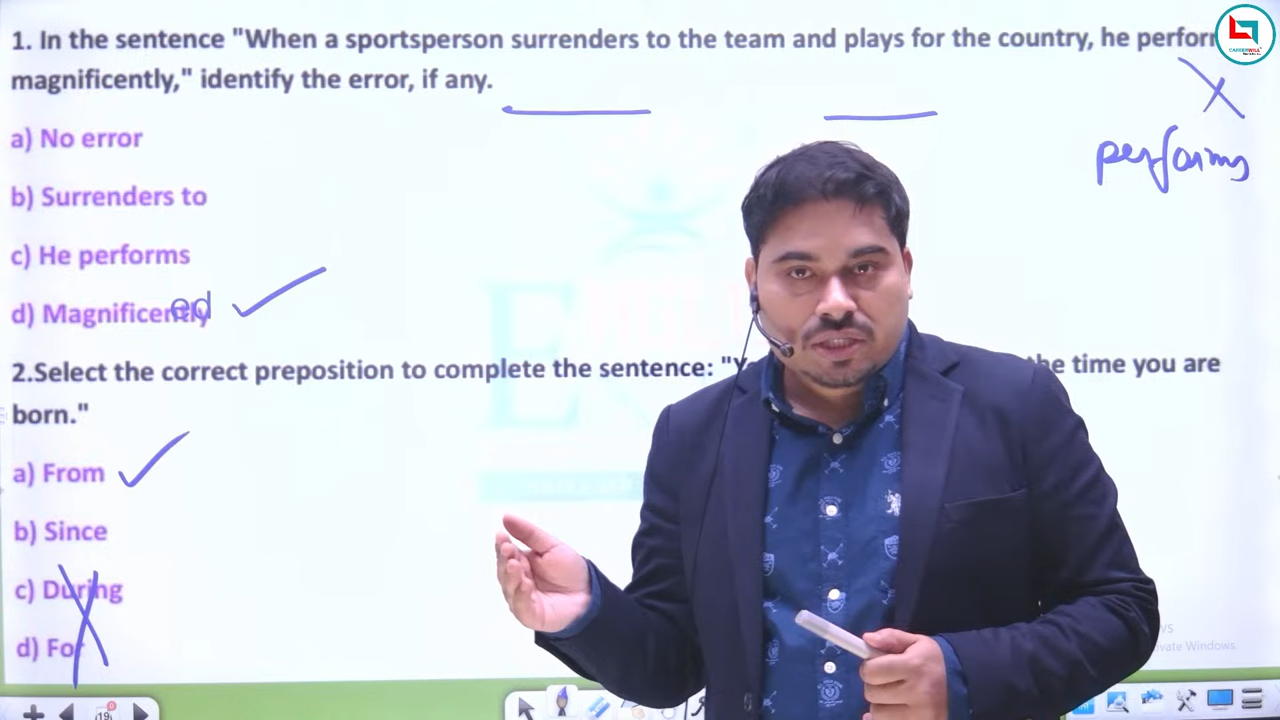 1. In the sentence "When a sportsperson surrenders to the team and plays for the country, he perform
magnificently," identify the error, if any.
performs
a) No error
b) Surrenders to
c) He performs
d) Magnificently
ed
2.Select the correct preposition to complete the sentence: "Y he time you are
born."
a) From
b) Since
c) During
d) For
CAREERWILL
E